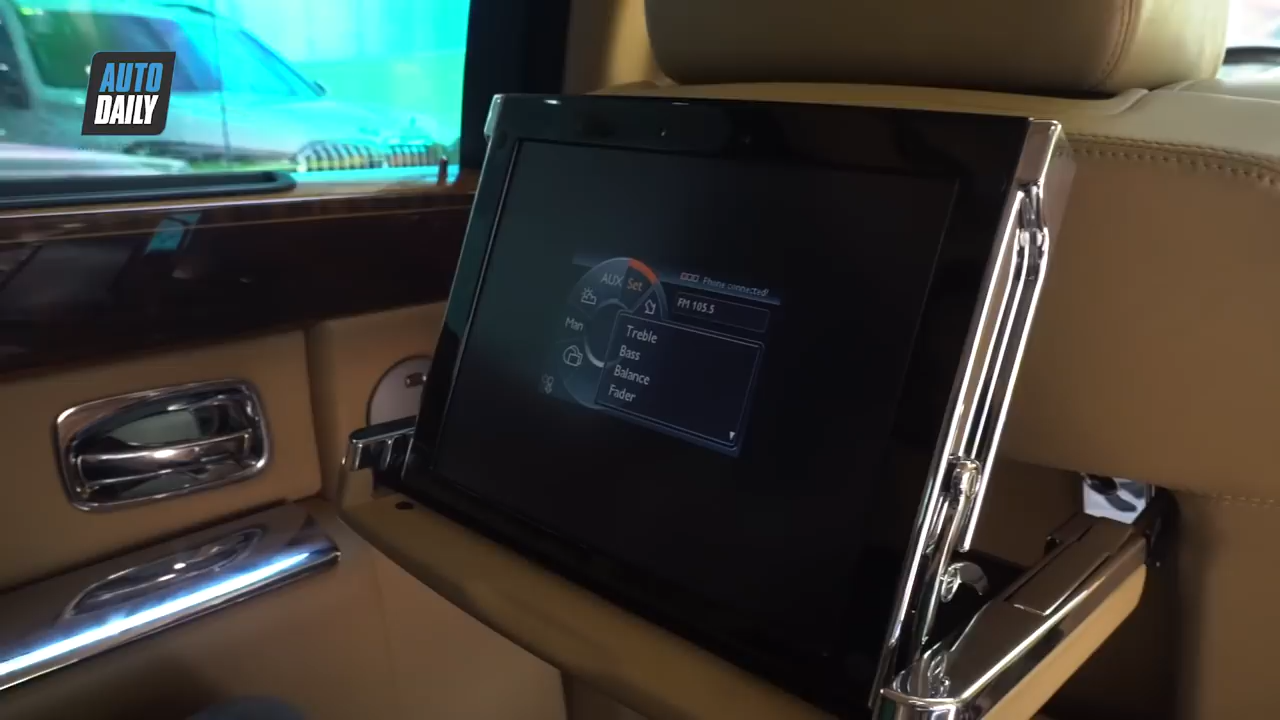 AUTO
DAILY
AUX Set
Phone connected!
FM 105.5
Man
Treble
Bass
Balance
Fader